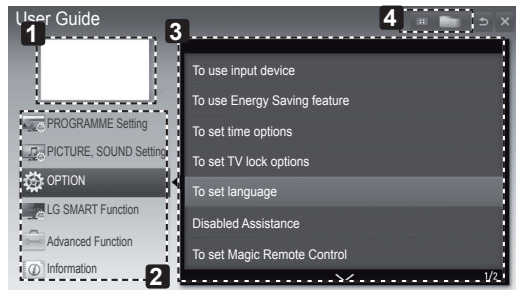 User Guide
1
3
4
To use input device
To use Energy Saving feature
To set time options
To set TV lock options
To set language
Disabled Assistance
To set Magic Remote Control
1/2
PROGRAMME Setting
PICTURE, SOUND Setting
OPTION
LG SMART Function
Advanced Function
Information
2